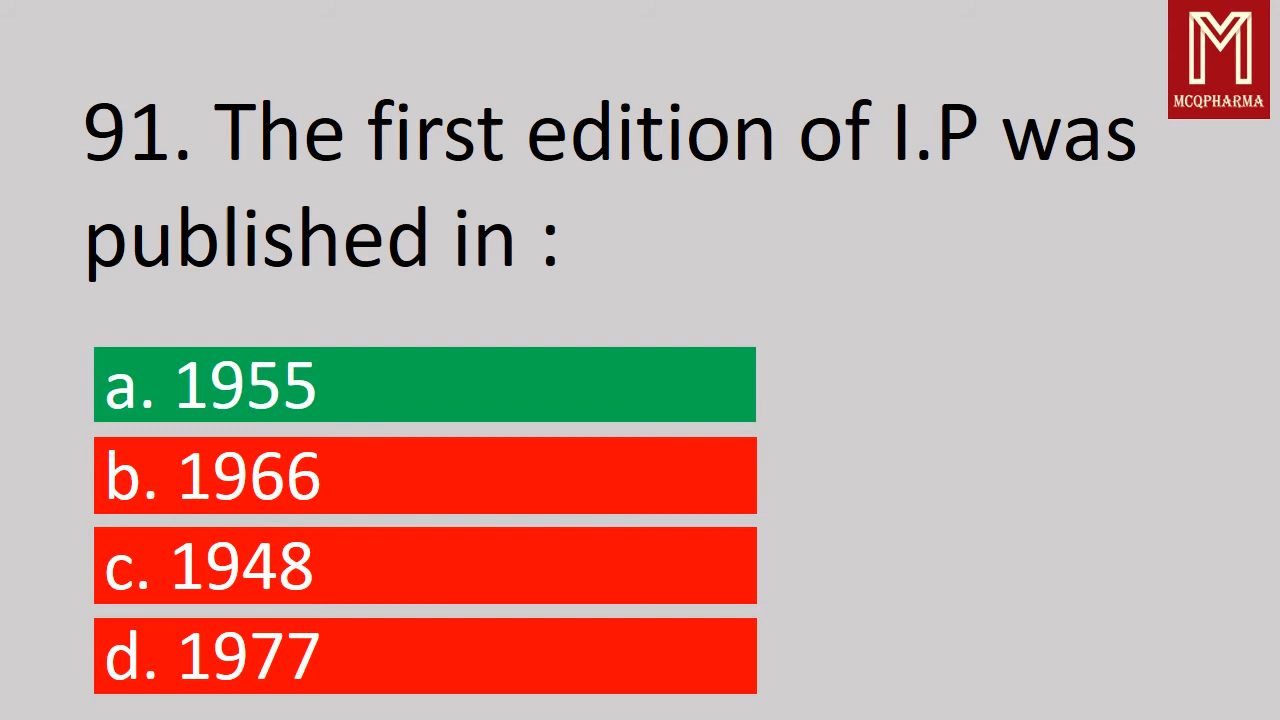 M
MCQPHARMA
91. The first edition of I.P was
published in :
a. 1955
b. 1966
c. 1948
d. 1977